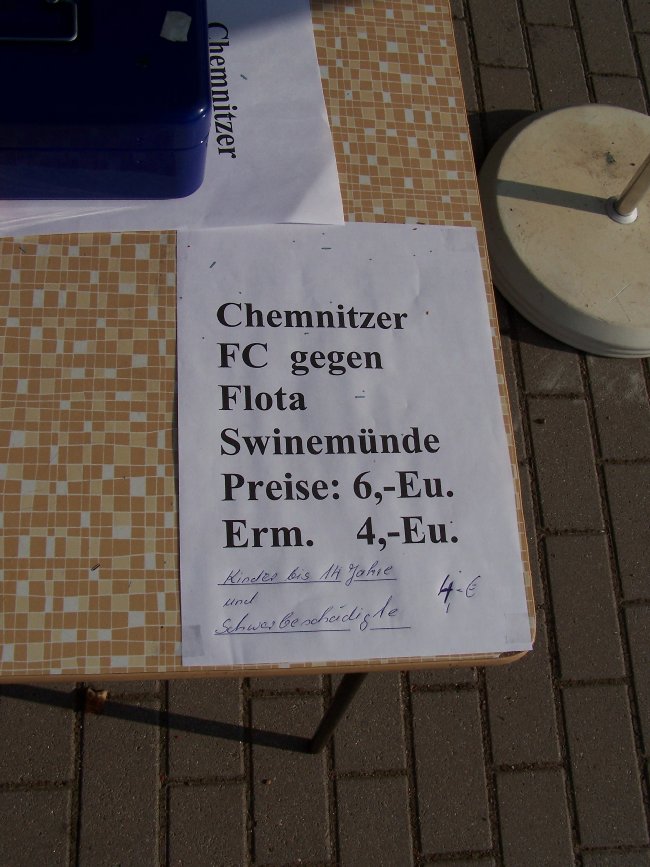 Chemnitzer
Chemnitzer
FC gegen
Flota
Swinemünde
Preise: 6,-Eu.
Erm. 4,-Eu.
Kinder bis 14 Jahre
und
Schwerbeschädigte 4,-€